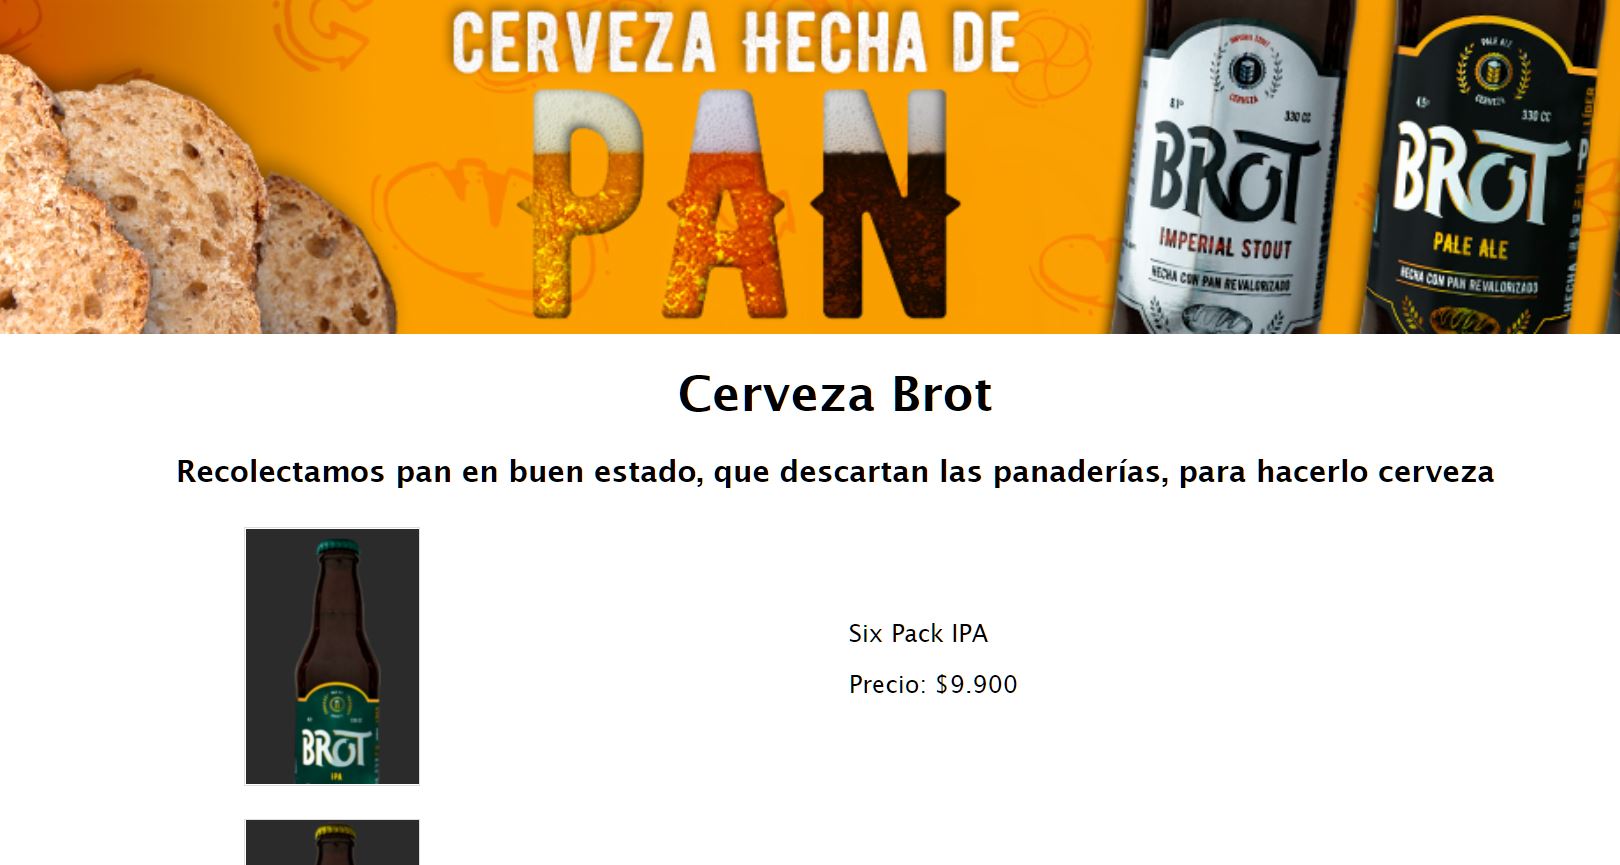 CERVEZA HECHA DE
PAN
IMPERIAL STOUT
CERVEZA
8.1°
330 CC
BROT
IMPERIAL STOUT
HECHA CON PAN REVALORIZADO
PALE ALE
CERVEZA
4.5°
330 CC
BROT
PALE ALE
HECHA CON PAN REVALORIZADO
Cerveza Brot
Recolectamos pan en buen estado, que descartan las panaderías, para hacerlo cerveza
BROT
IPA
Six Pack IPA
Precio: $9.900